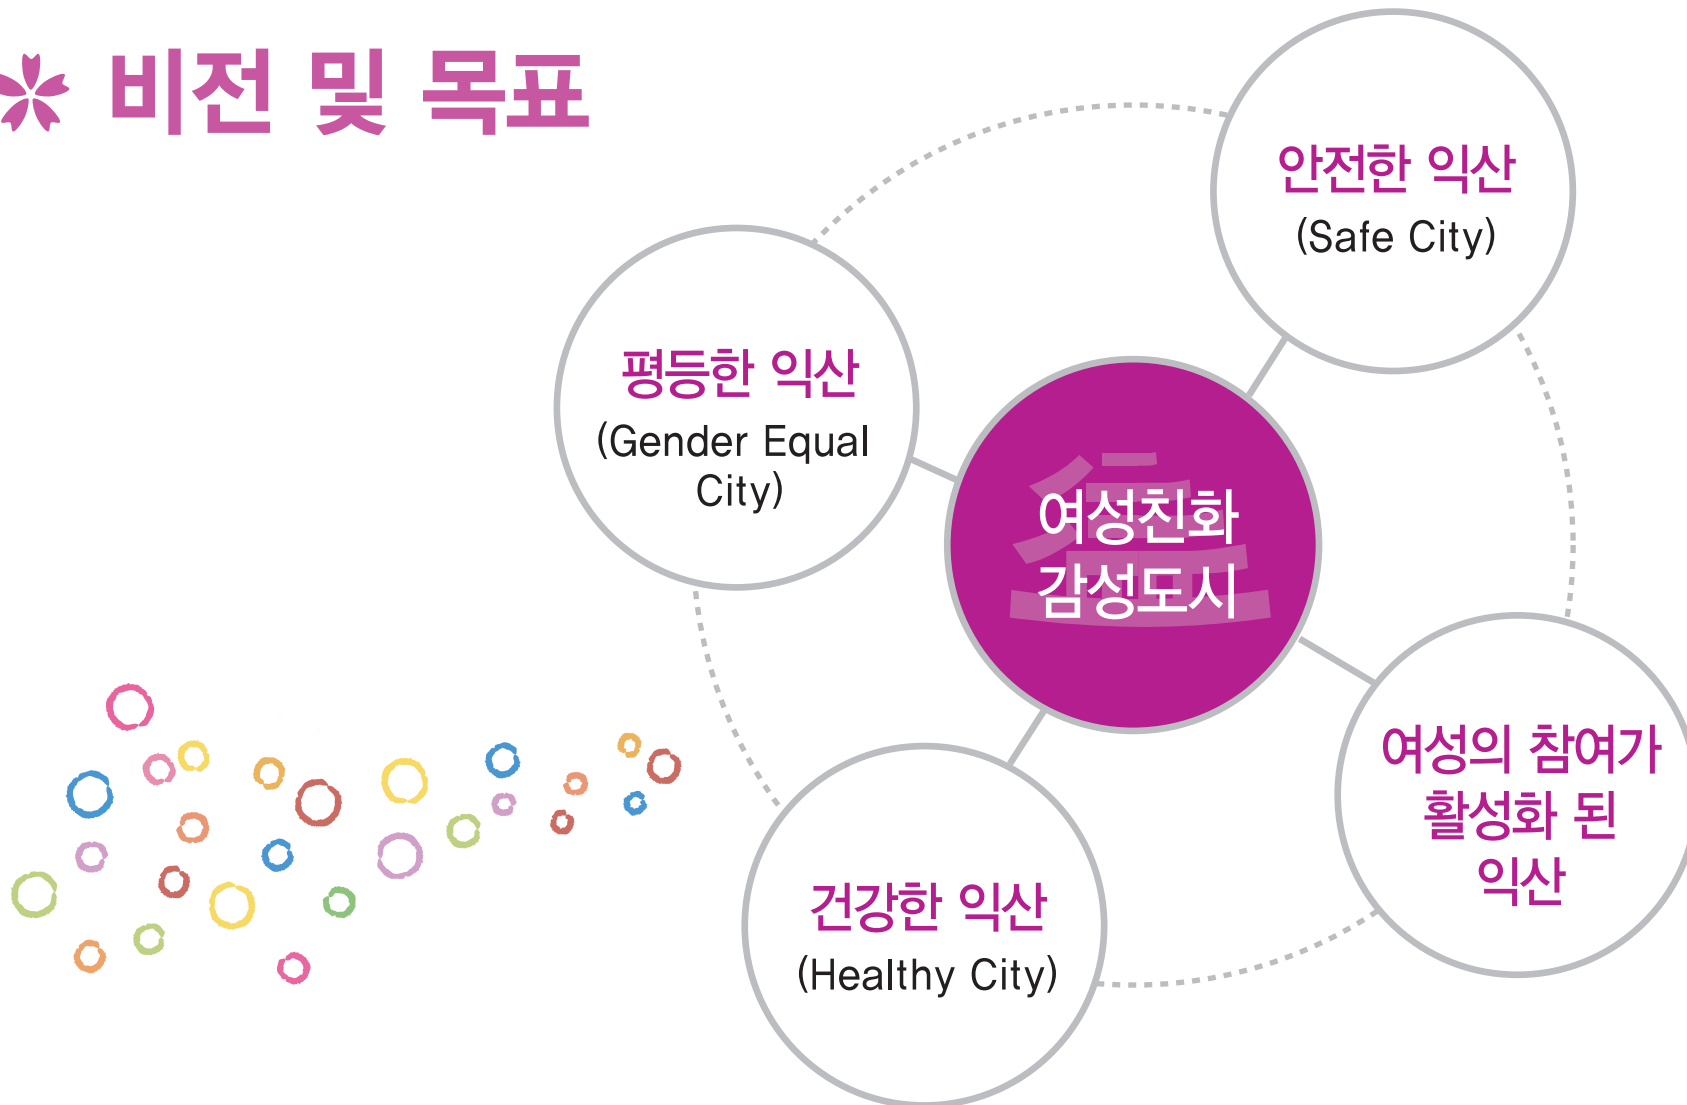 비전 및 목표
안전한 익산
(Safe City)
평등한 익산
(Gender Equal
City)
여성친화
감성도시
여성의 참여가
활성화 된
익산
건강한 익산
(Healthy City)